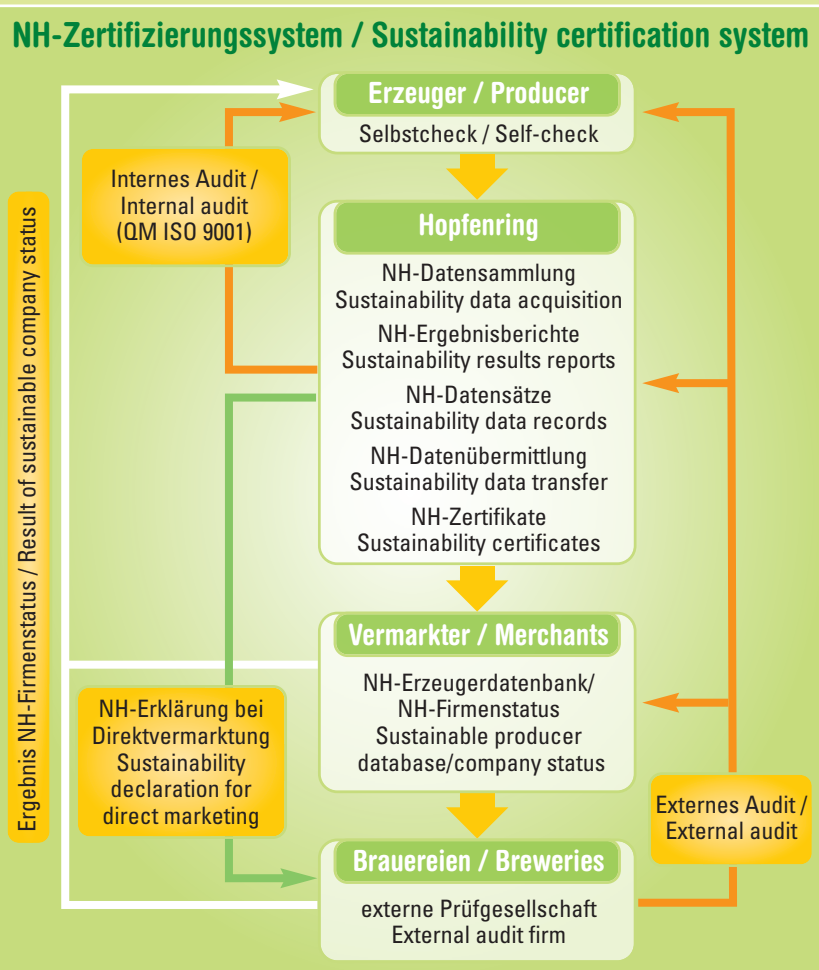 NH-Zertifizierungssystem / Sustainability certification system
Erzeuger / Producer
Selbstcheck / Self-check
Internes Audit /
Internal audit
(QM ISO 9001)
Hopfenring
NH-Datensammlung
Sustainability data acquisition
NH-Ergebnisberichte
Sustainability results reports
NH-Datensätze
Sustainability data records
NH-Datenübermittlung
Sustainability data transfer
NH-Zertifikate
Sustainability certificates
Ergebnis NH-Firmenstatus / Result of sustainable company status
Vermarkter / Merchants
NH-Erzeugerdatenbank/
NH-Firmenstatus
Sustainable producer
database/company status
NH-Erklärung bei
Direktvermarktung
Sustainability
declaration for
direct marketing
Externes Audit /
External audit
Brauereien / Breweries
externe Prüfgesellschaft
External audit firm